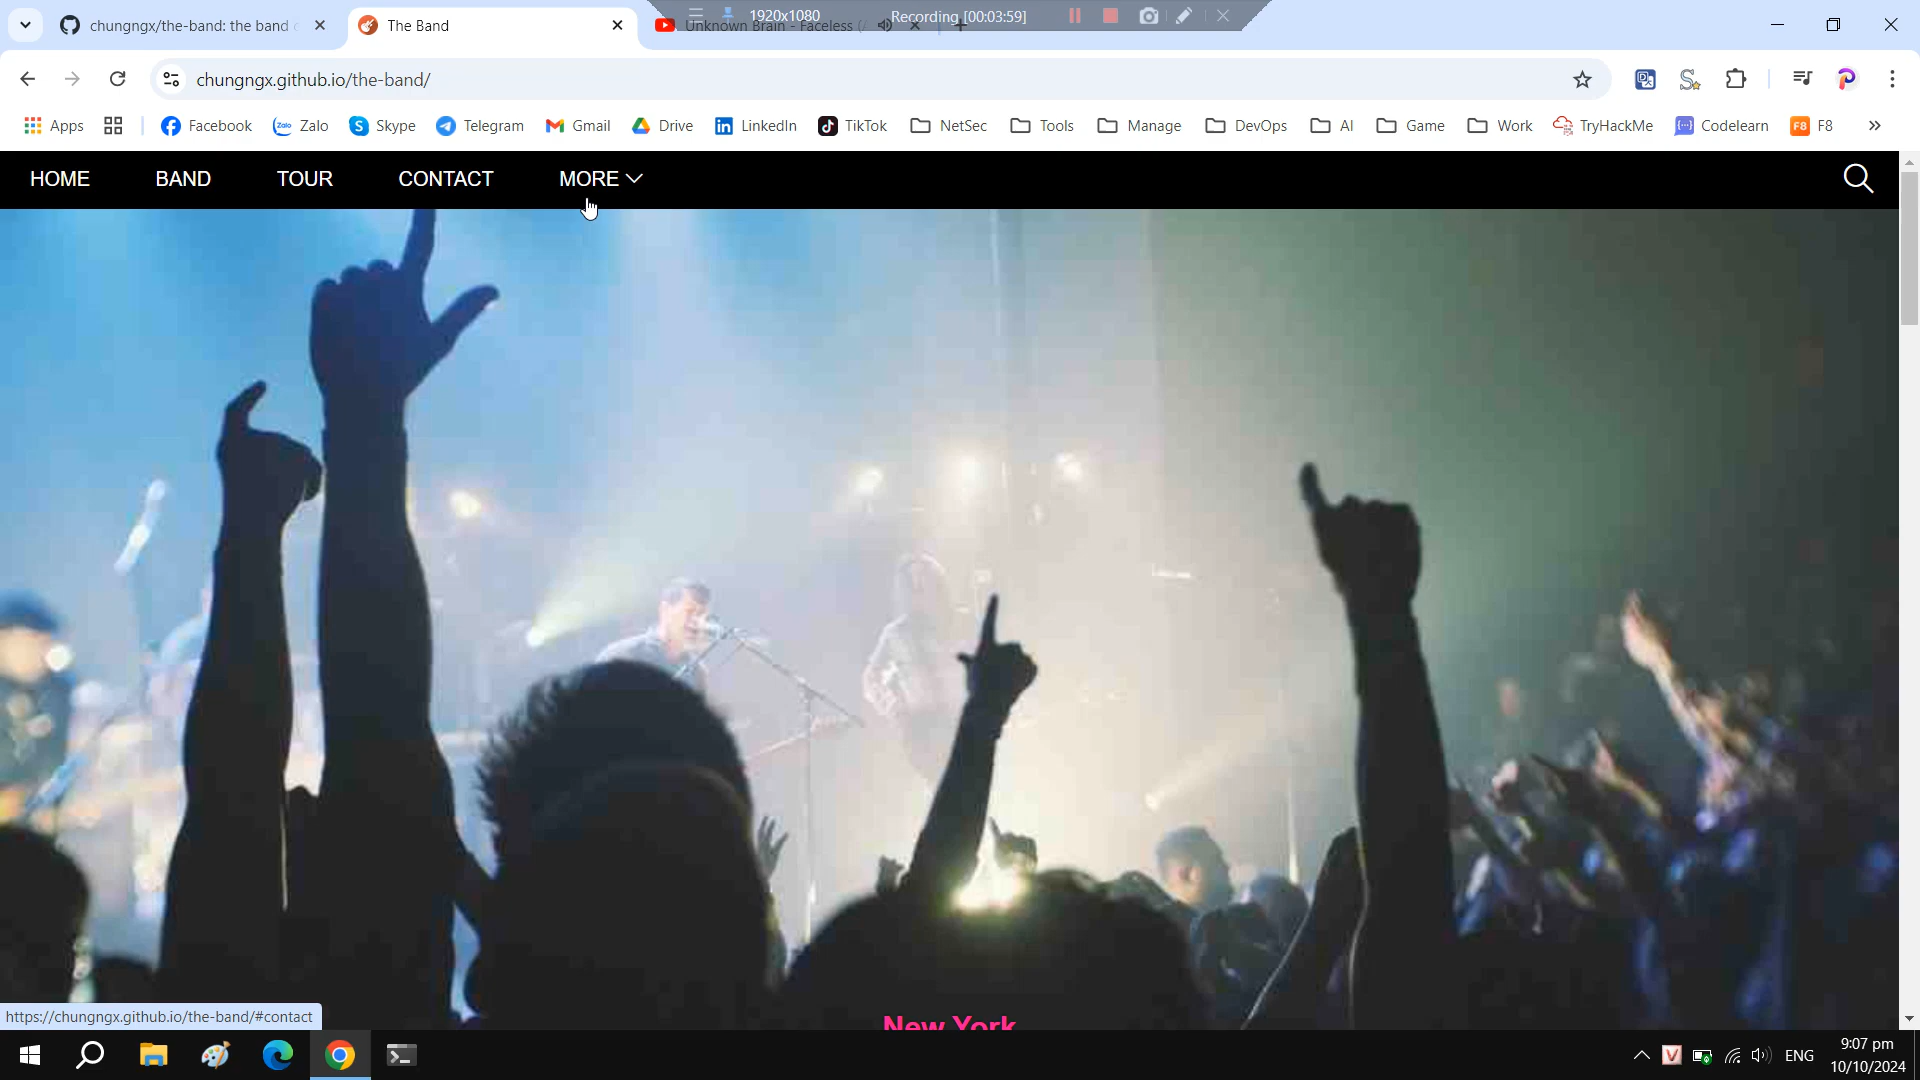 1920x1080 Recording [00:03:59]
chungngx/the-band: the band The Band Unknown Brain - Faceless
chungngx.github.io/the-band/
Apps Facebook Zalo Skype Telegram Gmail Drive LinkedIn TikTok NetSec Tools Manage DevOps AI Game Work TryHackMe Codelearn F8 F8 »
HOME BAND TOUR CONTACT MORE
New York
https://chungngx.github.io/the-band/#contact
ENG
9:07 pm
10/10/2024